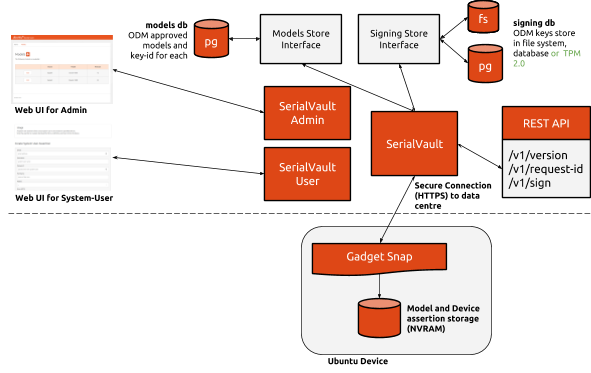 models db
ODM approved
models and
key-id for each
pg
Models Store
Interface
Signing Store
Interface
fs
pg
signing db
ODM keys store
in file system,
database or TPM
2.0
Web UI for Admin
SerialVault
Admin
SerialVault
REST API
/v1/version
/v1/request-id
/v1/sign
SerialVault
User
Web UI for System-User
Secure Connection
(HTTPS) to data
centre
Gadget Snap
Model and Device
assertion storage
(NVRAM)
Ubuntu Device